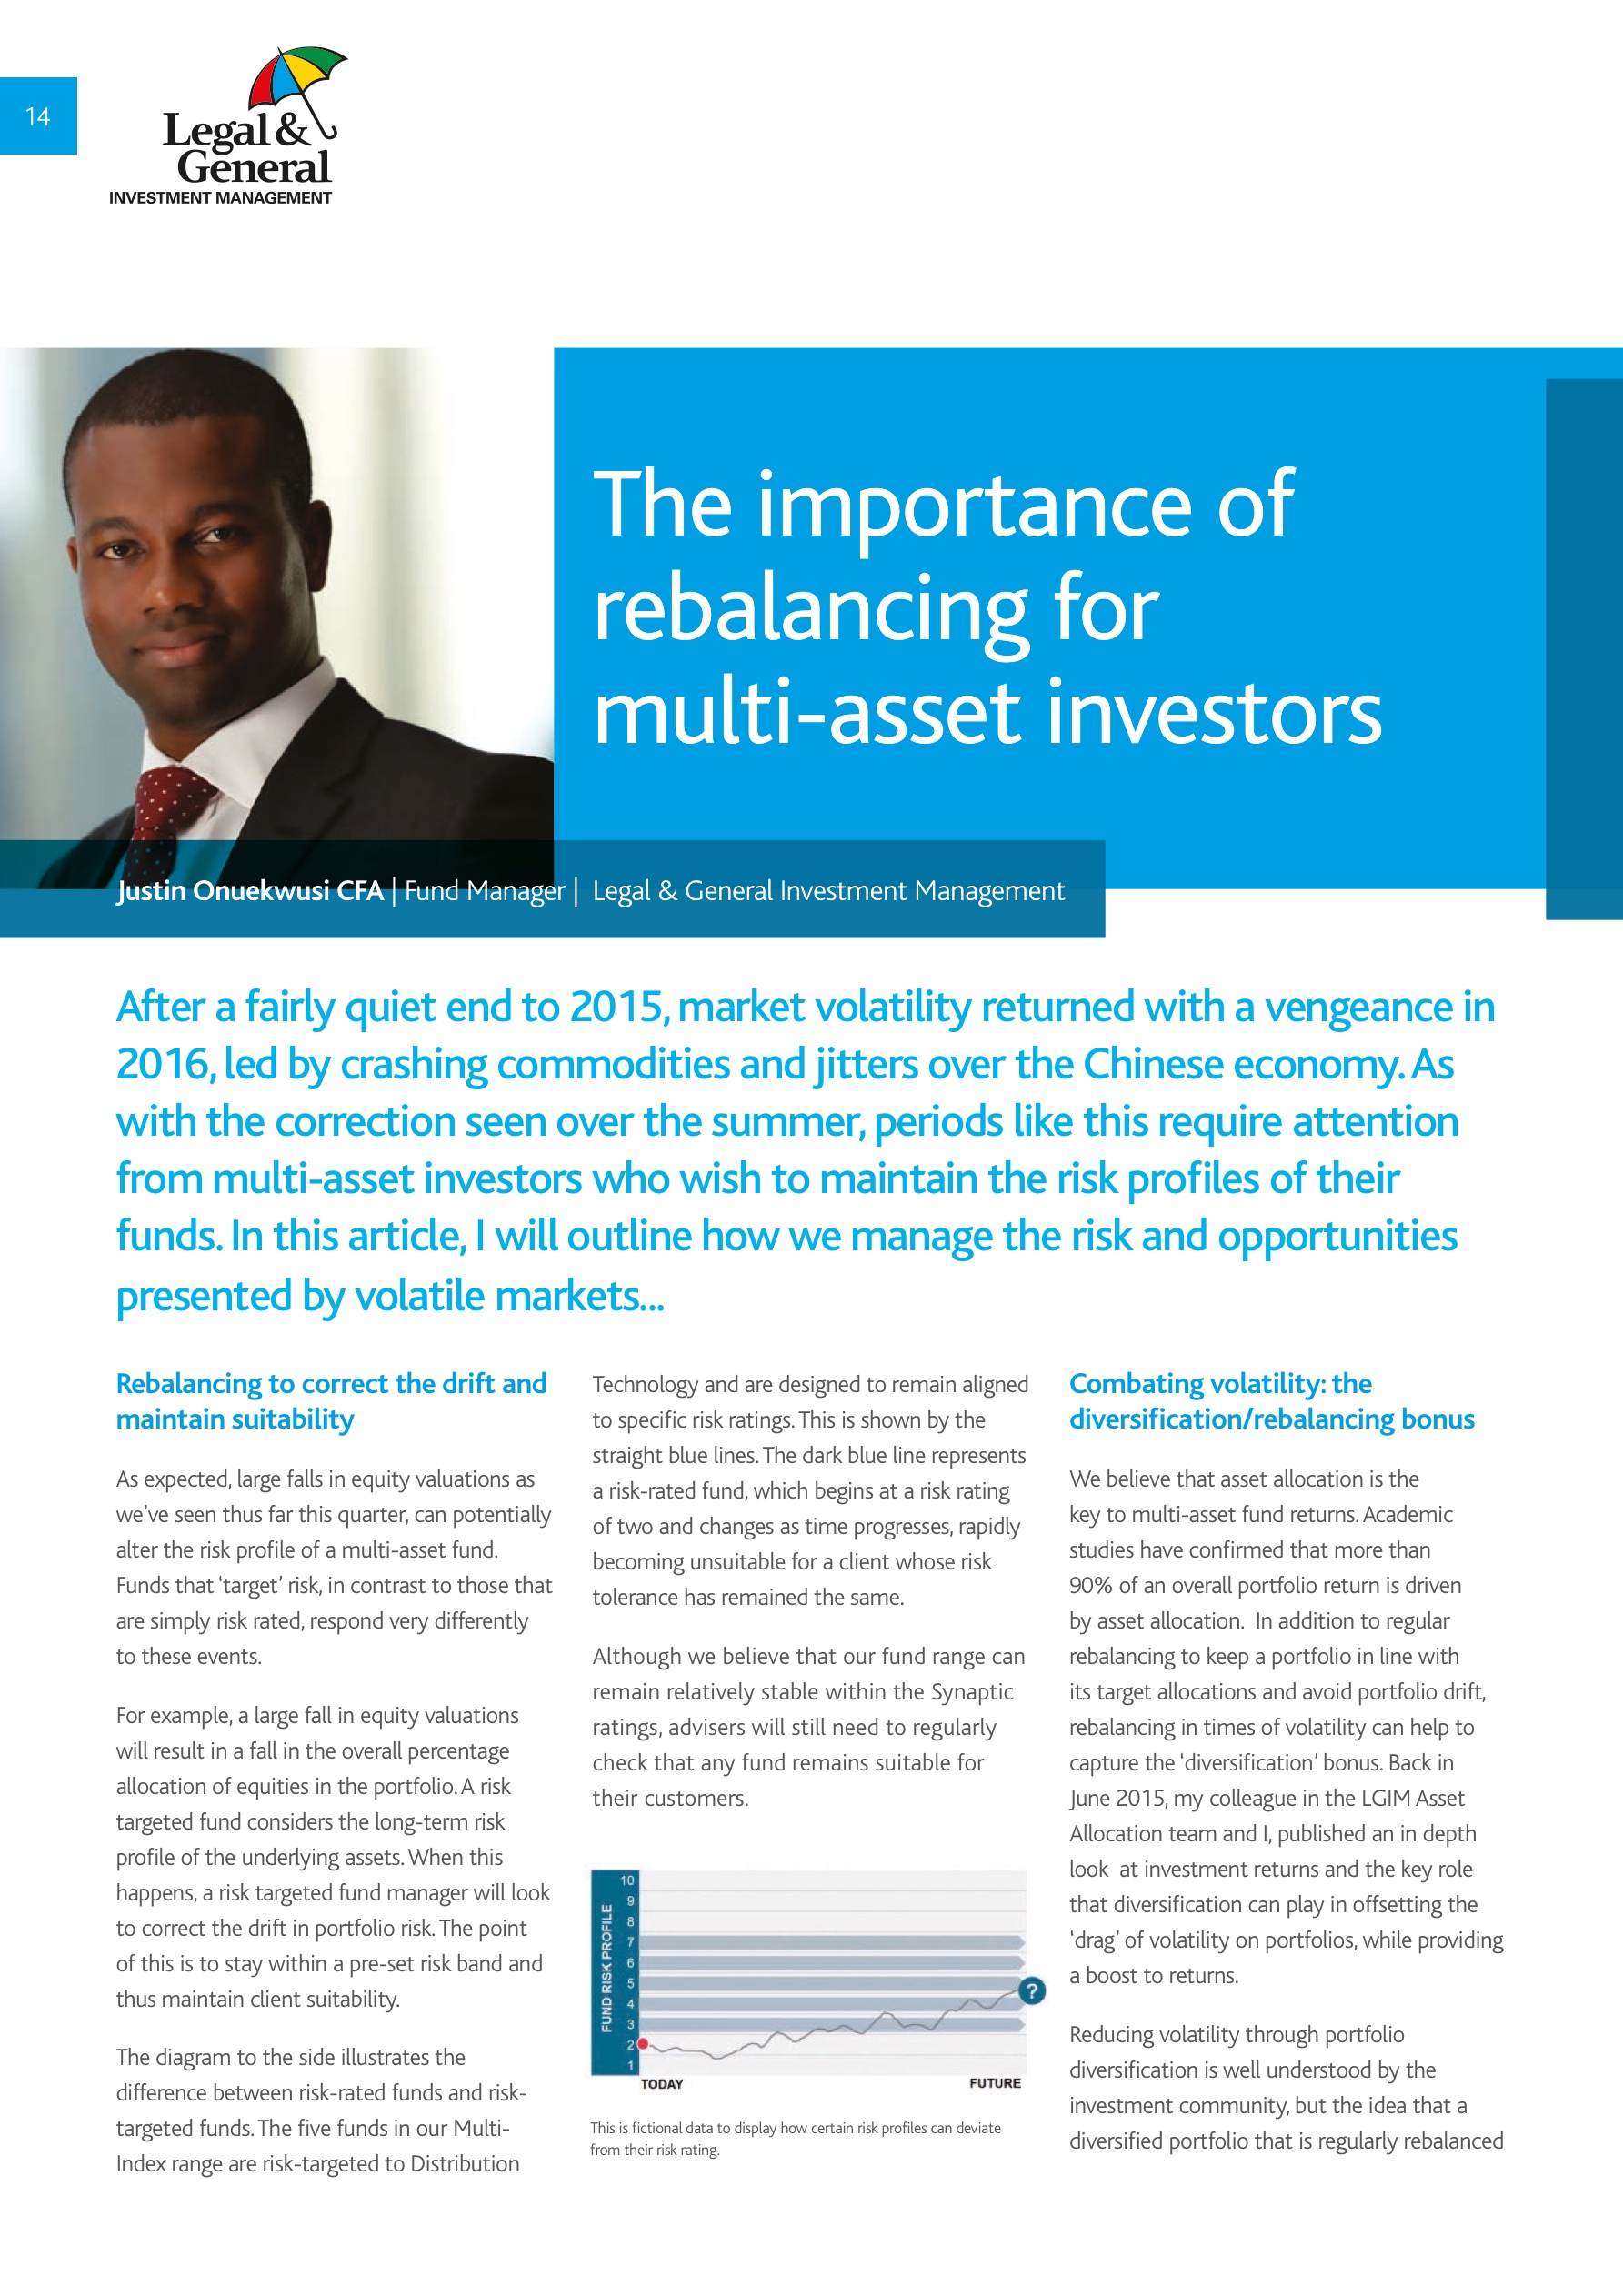 14
Legal &
General
INVESTMENT MANAGEMENT
The importance of
rebalancing for
multi-asset investors
Justin Onuekwusi CFA | Fund Manager | Legal & General Investment Management
After a fairly quiet end to 2015, market volatility returned with a vengeance in
2016, led by crashing commodities and jitters over the Chinese economy. As
with the correction seen over the summer, periods like this require attention
from multi-asset investors who wish to maintain the risk profiles of their
funds. In this article, I will outline how we manage the risk and opportunities
presented by volatile markets...
Rebalancing to correct the drift and
maintain suitability
As expected, large falls in equity valuations as
we’ve seen thus far this quarter, can potentially
alter the risk profile of a multi-asset fund.
Funds that ‘target’ risk, in contrast to those that
are simply risk rated, respond very differently
to these events.
For example, a large fall in equity valuations
will result in a fall in the overall percentage
allocation of equities in the portfolio. A risk
targeted fund considers the long-term risk
profile of the underlying assets. When this
happens, a risk targeted fund manager will look
to correct the drift in portfolio risk. The point
of this is to stay within a pre-set risk band and
thus maintain client suitability.
The diagram to the side illustrates the
difference between risk-rated funds and risk-
targeted funds. The five funds in our Multi-
Index range are risk-targeted to Distribution
Technology and are designed to remain aligned
to specific risk ratings. This is shown by the
straight blue lines. The dark blue line represents
a risk-rated fund, which begins at a risk rating
of two and changes as time progresses, rapidly
becoming unsuitable for a client whose risk
tolerance has remained the same.
Although we believe that our fund range can
remain relatively stable within the Synaptic
ratings, advisers will still need to regularly
check that any fund remains suitable for
their customers.
FUND RISK PROFILE
10
9
8
7
6
5
4
3
2
1
?
TODAY FUTURE
This is fictional data to display how certain risk profiles can deviate
from their risk rating.
Combating volatility: the
diversification/rebalancing bonus
We believe that asset allocation is the
key to multi-asset fund returns. Academic
studies have confirmed that more than
90% of an overall portfolio return is driven
by asset allocation.  In addition to regular
rebalancing to keep a portfolio in line with
its target allocations and avoid portfolio drift,
rebalancing in times of volatility can help to
capture the ‘diversification’ bonus. Back in
June 2015, my colleague in the LGIM Asset
Allocation team and I, published an in depth
look  at investment returns and the key role
that diversification can play in offsetting the
‘drag’ of volatility on portfolios, while providing
a boost to returns.
Reducing volatility through portfolio
diversification is well understood by the
investment community, but the idea that a
diversified portfolio that is regularly rebalanced